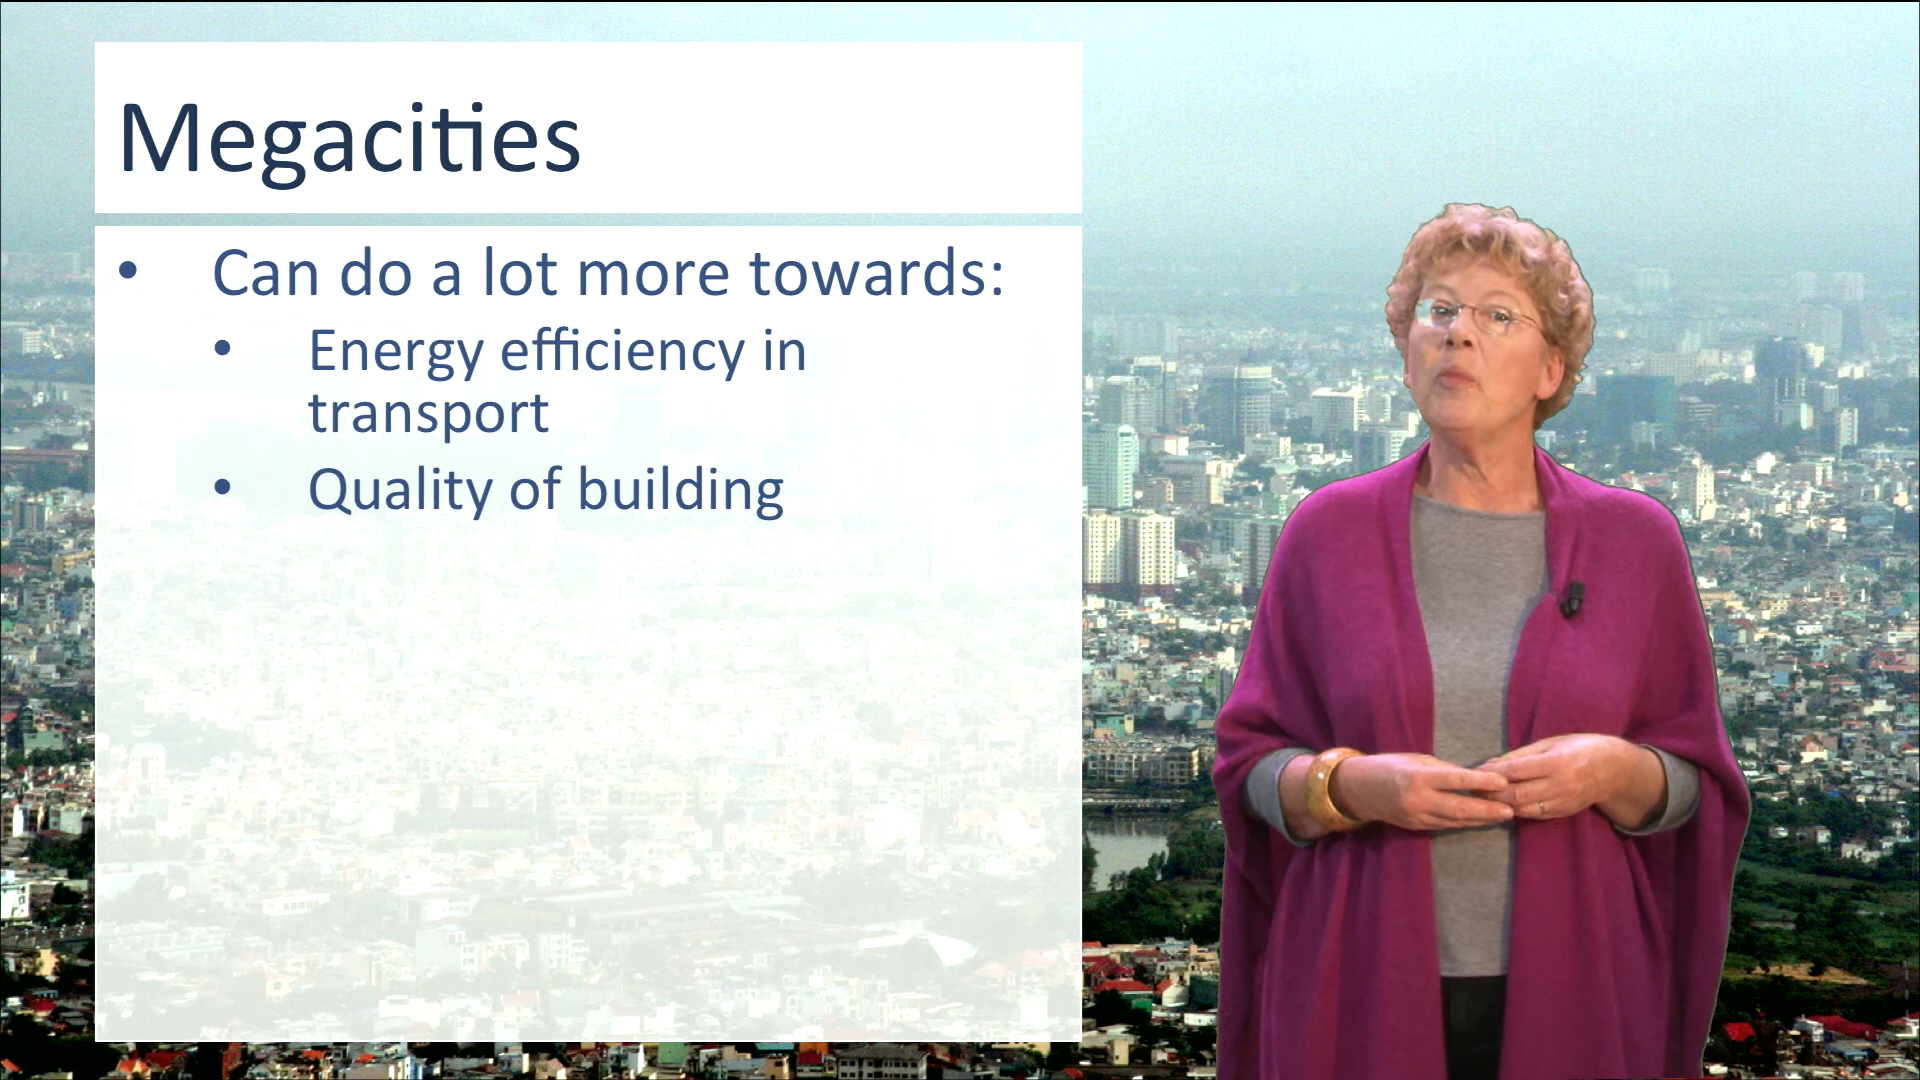 Megacities
• Can do a lot more towards:
• Energy efficiency in
transport
• Quality of building